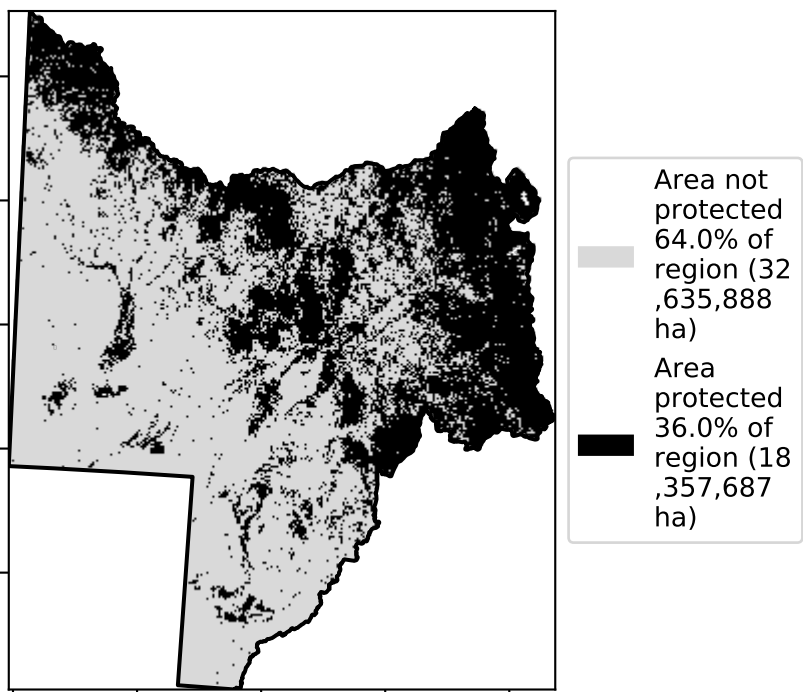 Area not
protected
64.0% of
region (32
,635,888
ha)
Area
protected
36.0% of
region (18
,357,687
ha)